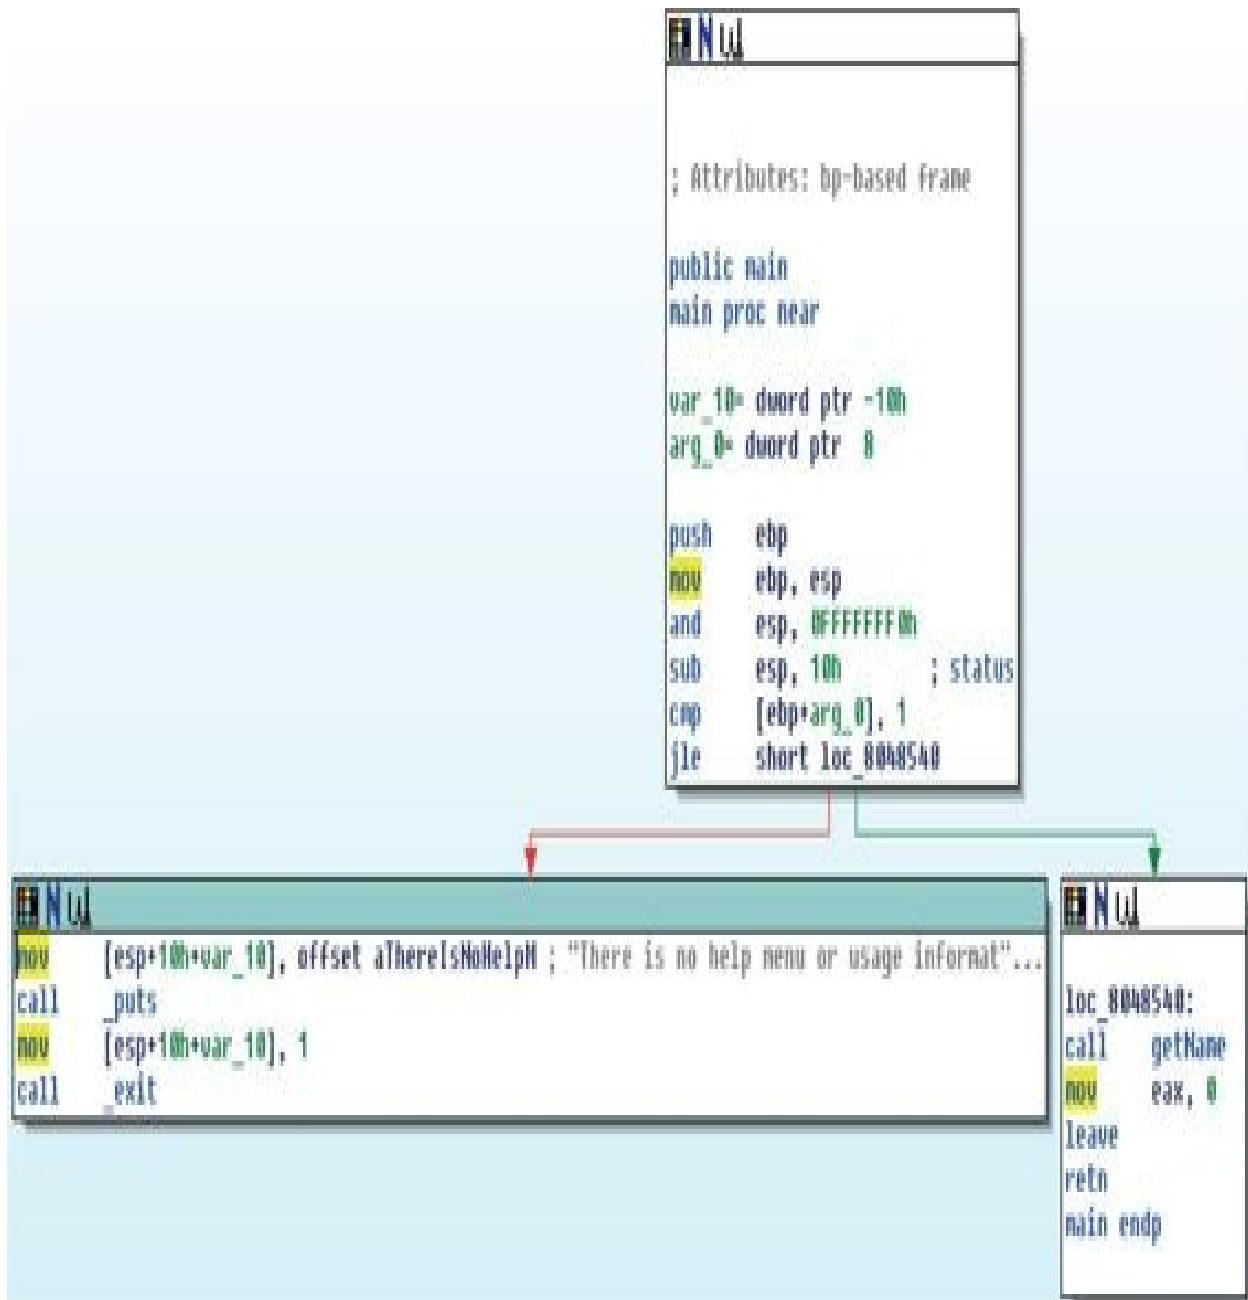 ; Attributes: bp-based frame
public main
main proc near
var_10= dword ptr -10h
arg_0= dword ptr  8
push    ebp
mov     ebp, esp
and     esp, 0FFFFFFF0h
sub     esp, 10h        ; status
cmp     [ebp+arg_0], 1
jle     short loc_8048540
mov     [esp+10h+var_10], offset aThereIsNoHelpM ; "There is no help menu or usage informat"...
call    _puts
mov     [esp+10h+var_10], 1
call    _exit
loc_8048540:
call    getName
mov     eax, 0
leave
retn
main endp